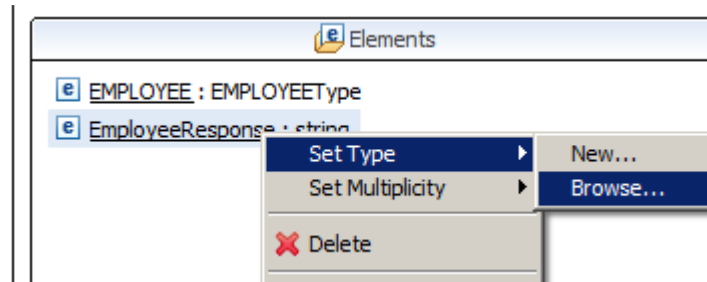 Elements
EMPLOYEE : EMPLOYEEType
EmployeeResponse : string
Set Type
New...
Set Multiplicity
Browse...
Delete